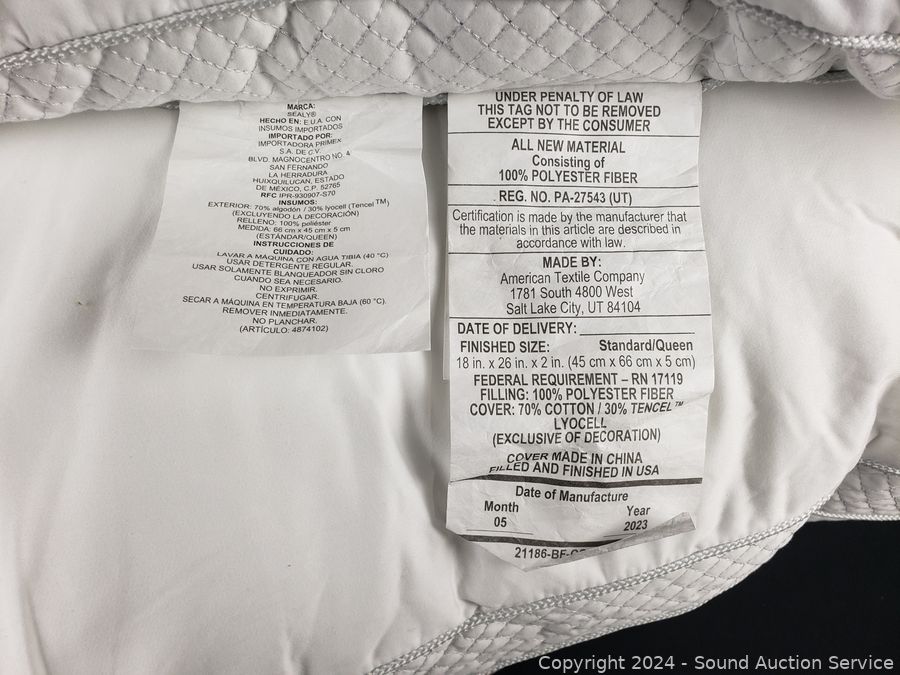 MARCA:
SEALY®
HECHO EN: E.U.A. CON
INSUMOS IMPORTADOS
IMPORTADO POR:
IMPORTADORA PRIMEX
S.A. DE C.V.
BLVD. MAGNOCENTRO NO. 4
SAN FERNANDO
LA HERRADURA
HUIXQUILUCAN, ESTADO
DE MÉXICO, C.P. 52765
RFC IPR-930907-S70
INSUMOS:
EXTERIOR: 70% algodón / 30% lyocell (Tencel™)
(EXCLUYENDO LA DECORACIÓN)
RELLENO: 100% poliéster
MEDIDA: 66 cm x 45 cm x 5 cm
(ESTÁNDAR/QUEEN)
INSTRUCCIONES DE
CUIDADO:
LAVAR A MÁQUINA CON AGUA TIBIA (40 °C)
USAR DETERGENTE REGULAR.
USAR SOLAMENTE BLANQUEADOR SIN CLORO
CUANDO SEA NECESARIO.
NO EXPRIMIR.
CENTRIFUGAR.
SECAR A MÁQUINA EN TEMPERATURA BAJA (60 °C).
REMOVER INMEDIATAMENTE.
NO PLANCHAR.
(ARTÍCULO: 4874102)
UNDER PENALTY OF LAW
THIS TAG NOT TO BE REMOVED
EXCEPT BY THE CONSUMER
ALL NEW MATERIAL
Consisting of
100% POLYESTER FIBER
REG. NO. PA-27543 (UT)
Certification is made by the manufacturer that
the materials in this article are described in
accordance with law.
MADE BY:
American Textile Company
1781 South 4800 West
Salt Lake City, UT 84104
DATE OF DELIVERY:
FINISHED SIZE: Standard/Queen
18 in. x 26 in. x 2 in. (45 cm x 66 cm x 5 cm)
FEDERAL REQUIREMENT – RN 17119
FILLING: 100% POLYESTER FIBER
COVER: 70% COTTON / 30% TENCEL™
LYOCELL
(EXCLUSIVE OF DECORATION)
COVER MADE IN CHINA
FILLED AND FINISHED IN USA
Date of Manufacture
Month Year
05 2023
21186-BF-
Copyright 2024 - Sound Auction Service